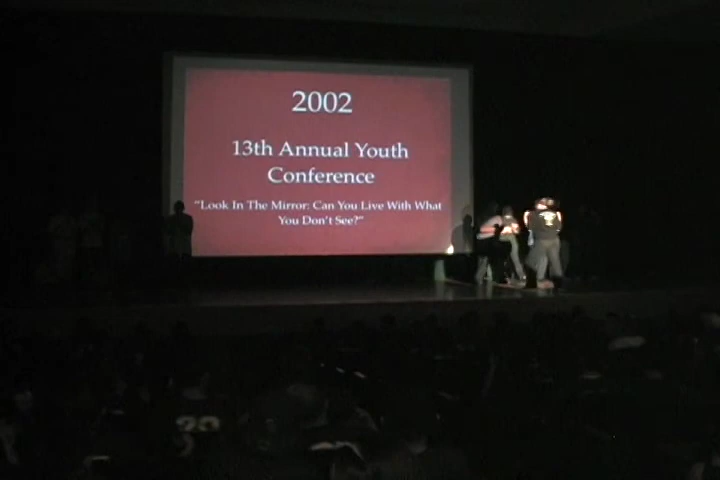 2002
13th Annual Youth
Conference
"Look In The Mirror: Can You Live With What
You Don't See?"